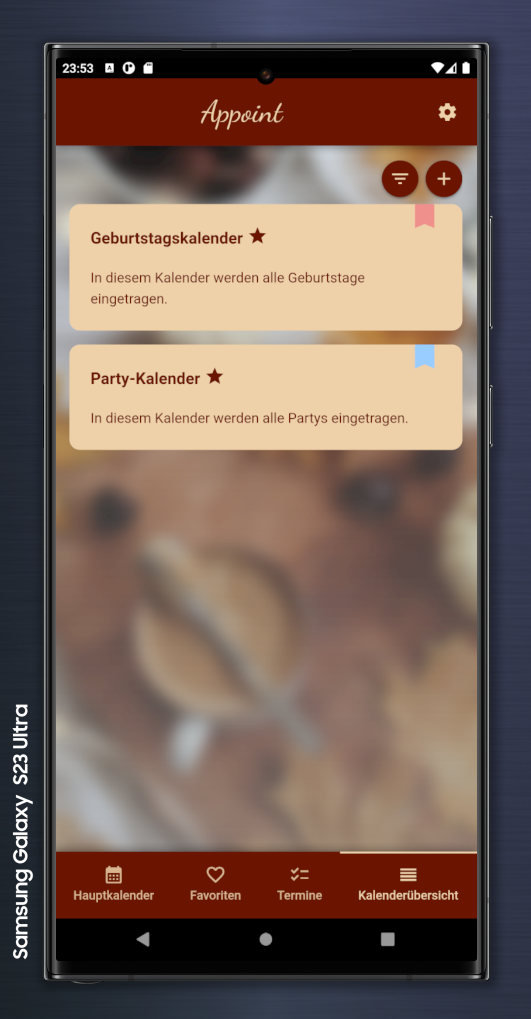 23:53
Appoint
Geburtstagskalender
In diesem Kalender werden alle Geburtstage
eingetragen.
Party-Kalender
In diesem Kalender werden alle Partys eingetragen.
Hauptkalender
Favoriten
Termine
Kalenderübersicht
Samsung Galaxy S23 Ultra